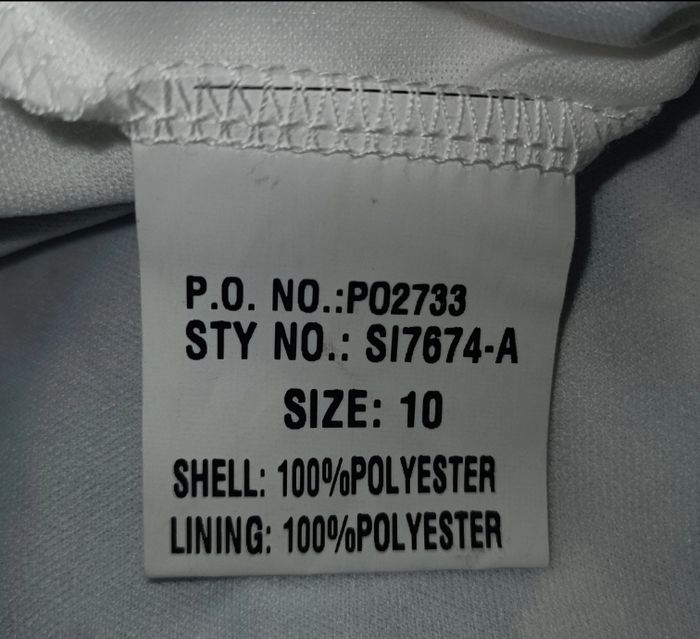 P.O. NO.:PO2733
STY NO.: SI7674-A
SIZE: 10
SHELL: 100%POLYESTER
LINING: 100%POLYESTER